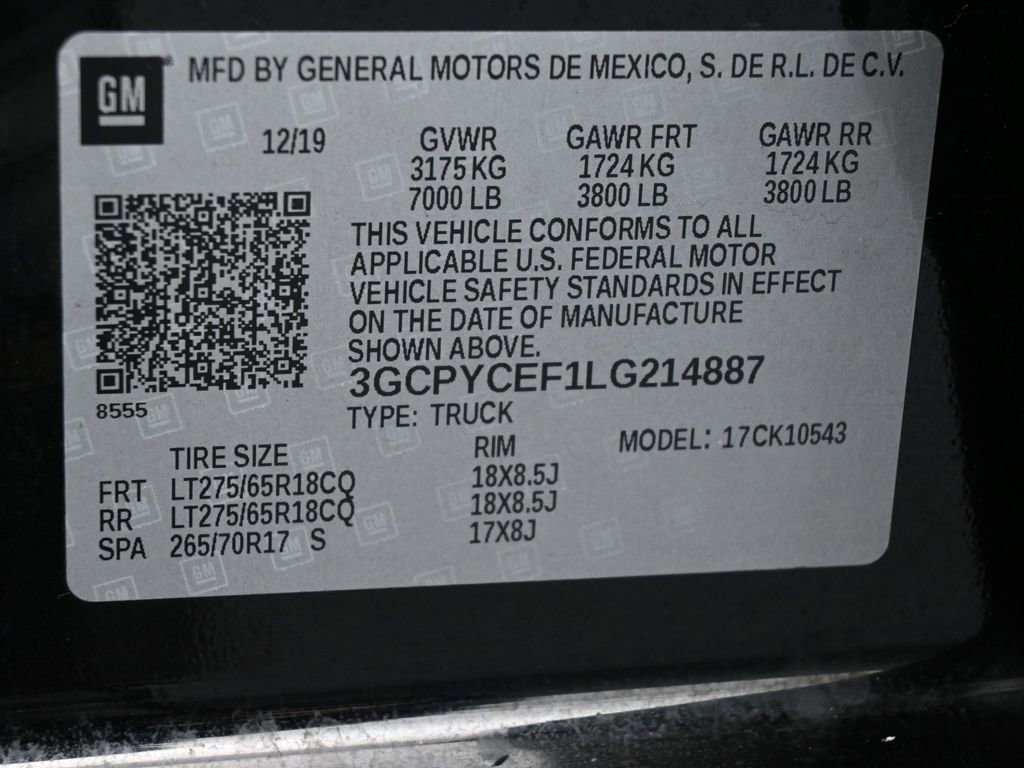 GM® MFD BY GENERAL MOTORS DE MEXICO, S. DE R.L. DE C.V.
12/19 GVWR GAWR FRT GAWR RR
3175 KG 1724 KG 1724 KG
7000 LB 3800 LB 3800 LB
THIS VEHICLE CONFORMS TO ALL
APPLICABLE U.S. FEDERAL MOTOR
VEHICLE SAFETY STANDARDS IN EFFECT
ON THE DATE OF MANUFACTURE
SHOWN ABOVE.
3GCPYCEF1LG214887
8555 TYPE: TRUCK
TIRE SIZE RIM MODEL: 17CK10543
FRT LT275/65R18CQ 18X8.5J
RR LT275/65R18CQ 18X8.5J
SPA 265/70R17 S 17X8J